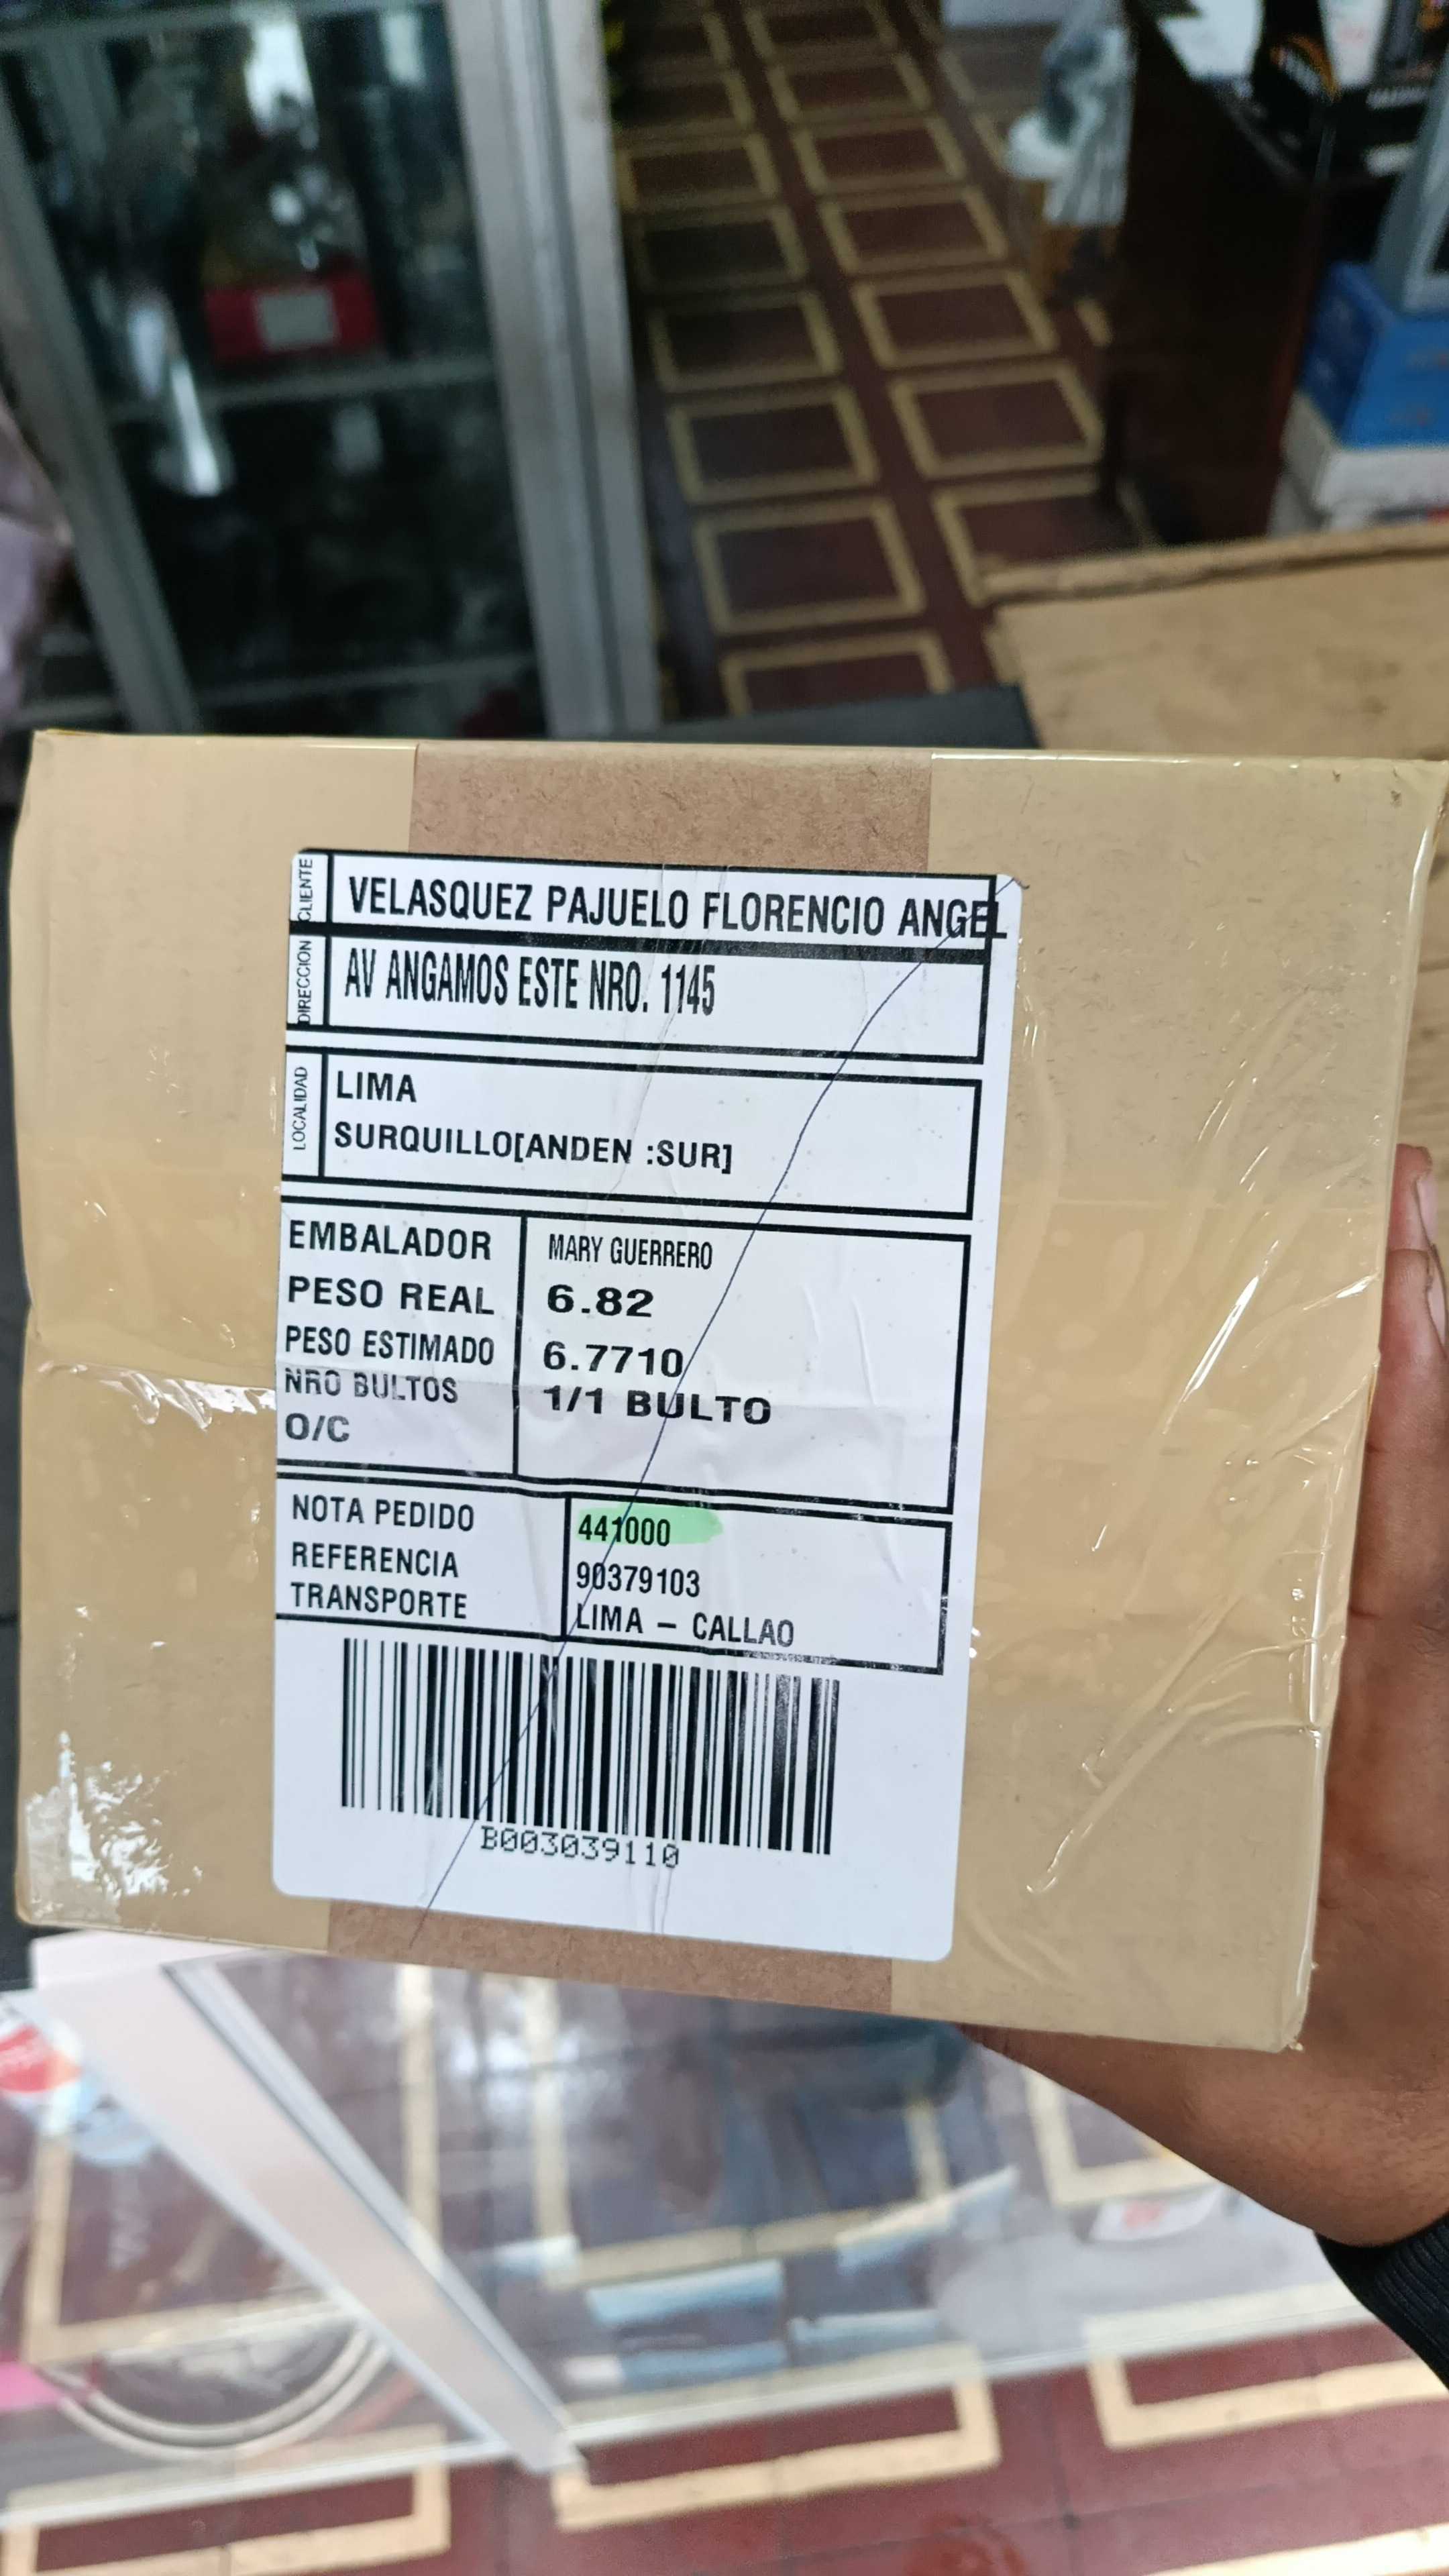 CLIENTE VELASQUEZ PAJUELO FLORENCIO ANGEL
DIRECCION AV ANGAMOS ESTE NRO. 1145
LOCALIDAD LIMA
SURQUILLO[ANDEN :SUR]
EMBALADOR MARY GUERRERO
PESO REAL 6.82
PESO ESTIMADO 6.7710
NRO BULTOS 1/1 BULTO
O/C
NOTA PEDIDO 441000
REFERENCIA 90379103
TRANSPORTE LIMA – CALLAO
B003039110